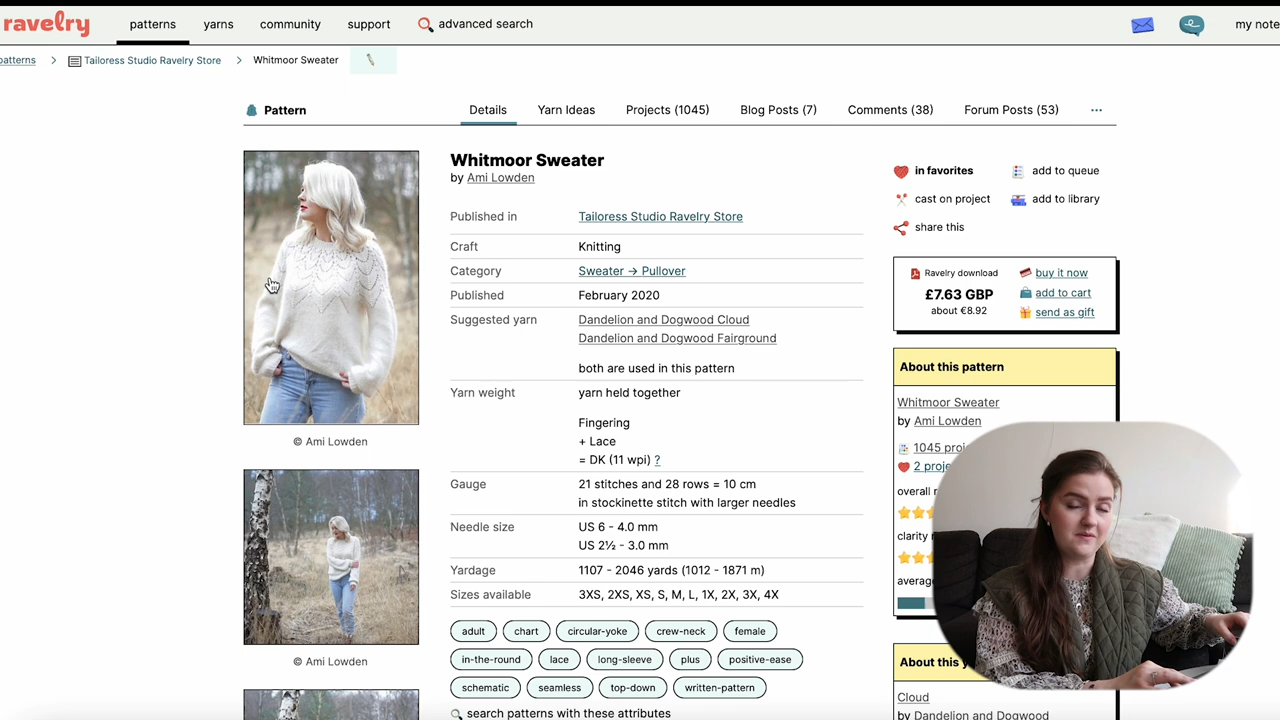 ravelry
patterns
yarns
community
support
advanced search
my note
patterns > Tailoress Studio Ravelry Store > Whitmoor Sweater
Pattern
Details
Yarn Ideas
Projects (1045)
Blog Posts (7)
Comments (38)
Forum Posts (53)
...
Whitmoor Sweater
by Ami Lowden
Published in Tailoress Studio Ravelry Store
Craft Knitting
Category Sweater → Pullover
Published February 2020
Suggested yarn Dandelion and Dogwood Cloud
Dandelion and Dogwood Fairground
both are used in this pattern
Yarn weight yarn held together
Fingering
+ Lace
= DK (11 wpi) ?
Gauge 21 stitches and 28 rows = 10 cm
in stockinette stitch with larger needles
Needle size US 6 - 4.0 mm
US 2½ - 3.0 mm
Yardage 1107 - 2046 yards (1012 - 1871 m)
Sizes available 3XS, 2XS, XS, S, M, L, 1X, 2X, 3X, 4X
adult chart circular-yoke crew-neck female
in-the-round lace long-sleeve plus positive-ease
schematic seamless top-down written-pattern
search patterns with these attributes
© Ami Lowden
© Ami Lowden
in favorites add to queue
cast on project add to library
share this
Ravelry download
£7.63 GBP
about €8.92
buy it now
add to cart
send as gift
About this pattern
Whitmoor Sweater
by Ami Lowden
1045 proj
2 proje
overall r
clarity r
average
About this y
Cloud
by Dandelion and Dogwood